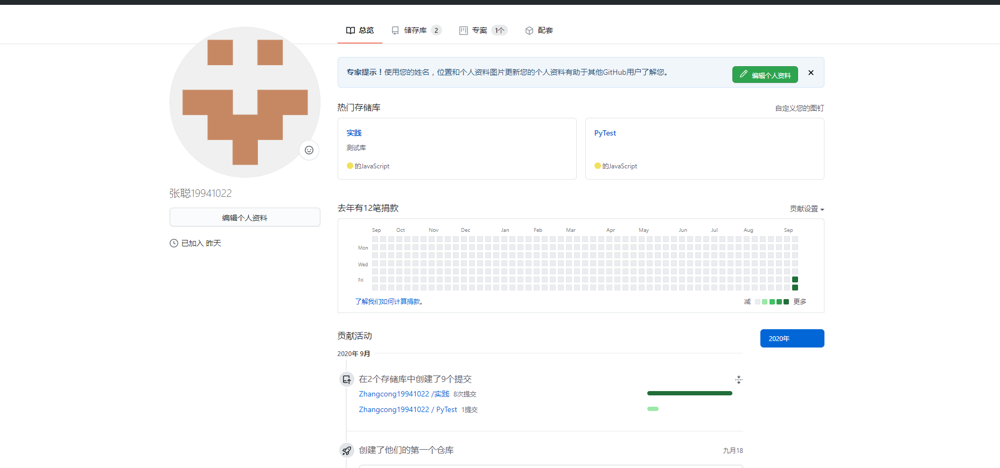 总览
储存库 2
专案 1个
配套
专家提示！使用您的姓名，位置和个人资料图片更新您的个人资料有助于其他GitHub用户了解您。
编辑个人资料
热门存储库
自定义您的图钉
实践
测试库
的JavaScript
PyTest
的JavaScript
张聪19941022
编辑个人资料
已加入 昨天
去年有12笔捐款
贡献设置
Sep Oct Nov Dec Jan Feb Mar Apr May Jun Jul Aug Sep
Mon
Wed
Fri
了解我们如何计算捐款。
减 更多
贡献活动
2020年
2020年 9月
在2个存储库中创建了9个提交
Zhangcong19941022 /实践 8次提交
Zhangcong19941022 / PyTest 1提交
创建了他们的第一个仓库
九月18